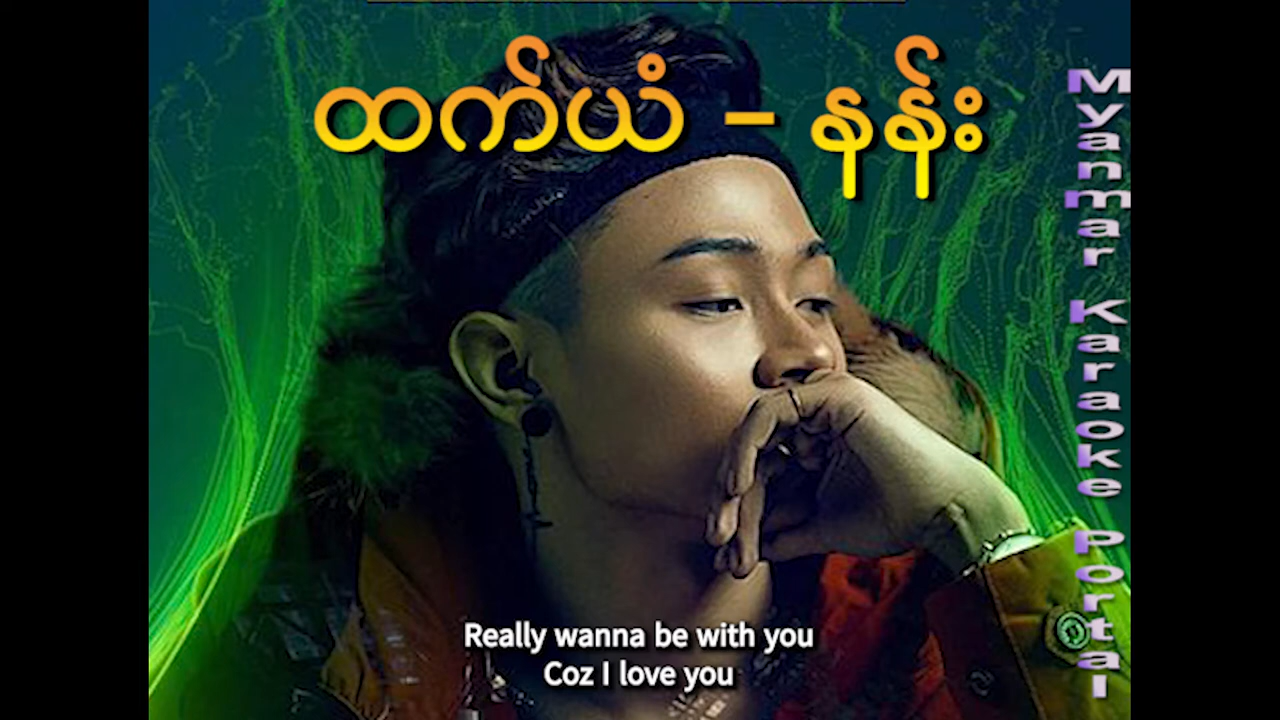 ထက်ယံ - နန်း
Myanmar Karaoke Portal
Really wanna be with you
Coz I love you